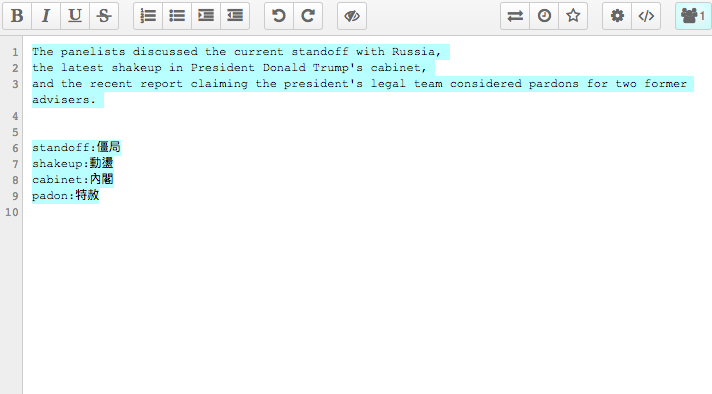 B I U S
1
1 The panelists discussed the current standoff with Russia,
2 the latest shakeup in President Donald Trump's cabinet,
3 and the recent report claiming the president's legal team considered pardons for two former
advisers.
4
5
6 standoff:僵局
7 shakeup:動盪
8 cabinet:內閣
9 padon:特赦
10